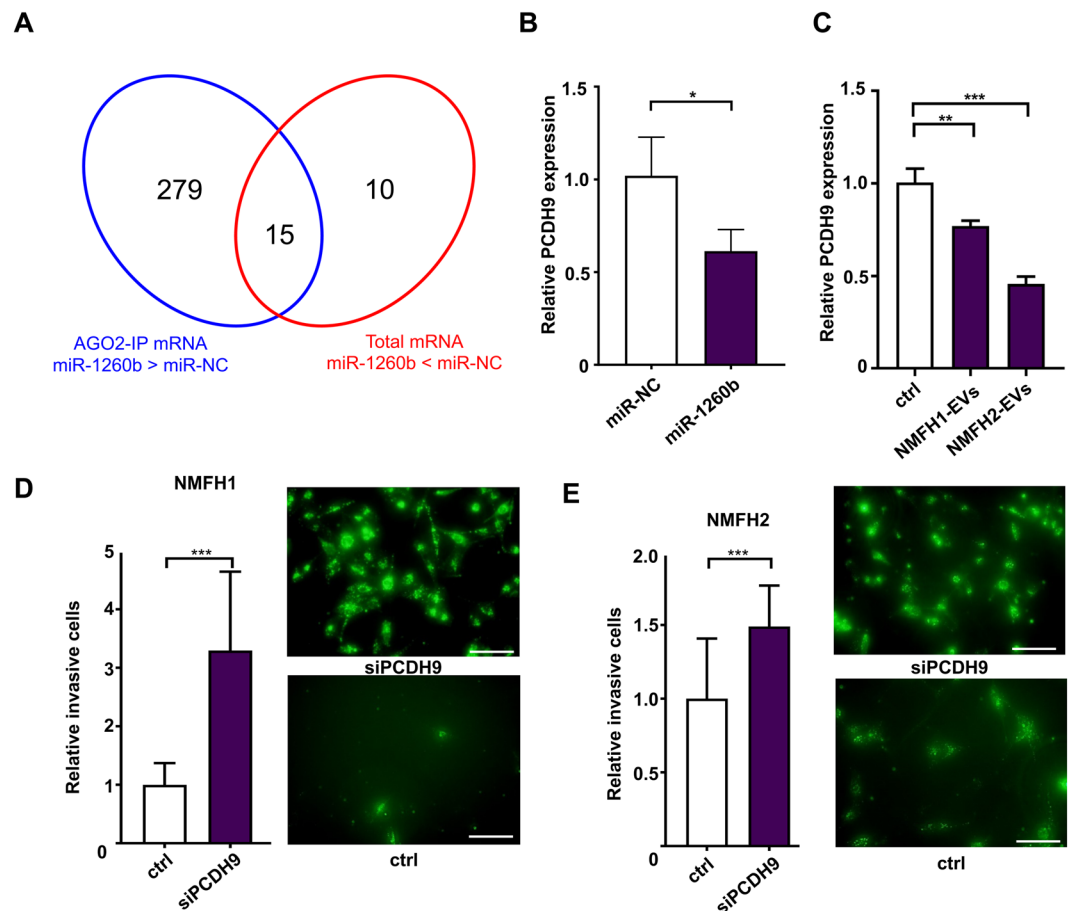 A
279
15
10
AGO2-IP mRNA
miR-1260b > miR-NC
Total mRNA
miR-1260b < miR-NC
B
Relative PCDH9 expression
1.5
1.0
0.5
0.0
*
miR-NC
miR-1260b
C
Relative PCDH9 expression
1.5
1.0
0.5
0.0
***
**
ctrl
NMFH1-EVs
NMFH2-EVs
D
NMFH1
Relative invasive cells
5
4
3
2
1
0
***
ctrl
siPCDH9
siPCDH9
ctrl
E
NMFH2
Relative invasive cells
2.0
1.5
1.0
0.5
0
***
ctrl
siPCDH9
siPCDH9
ctrl